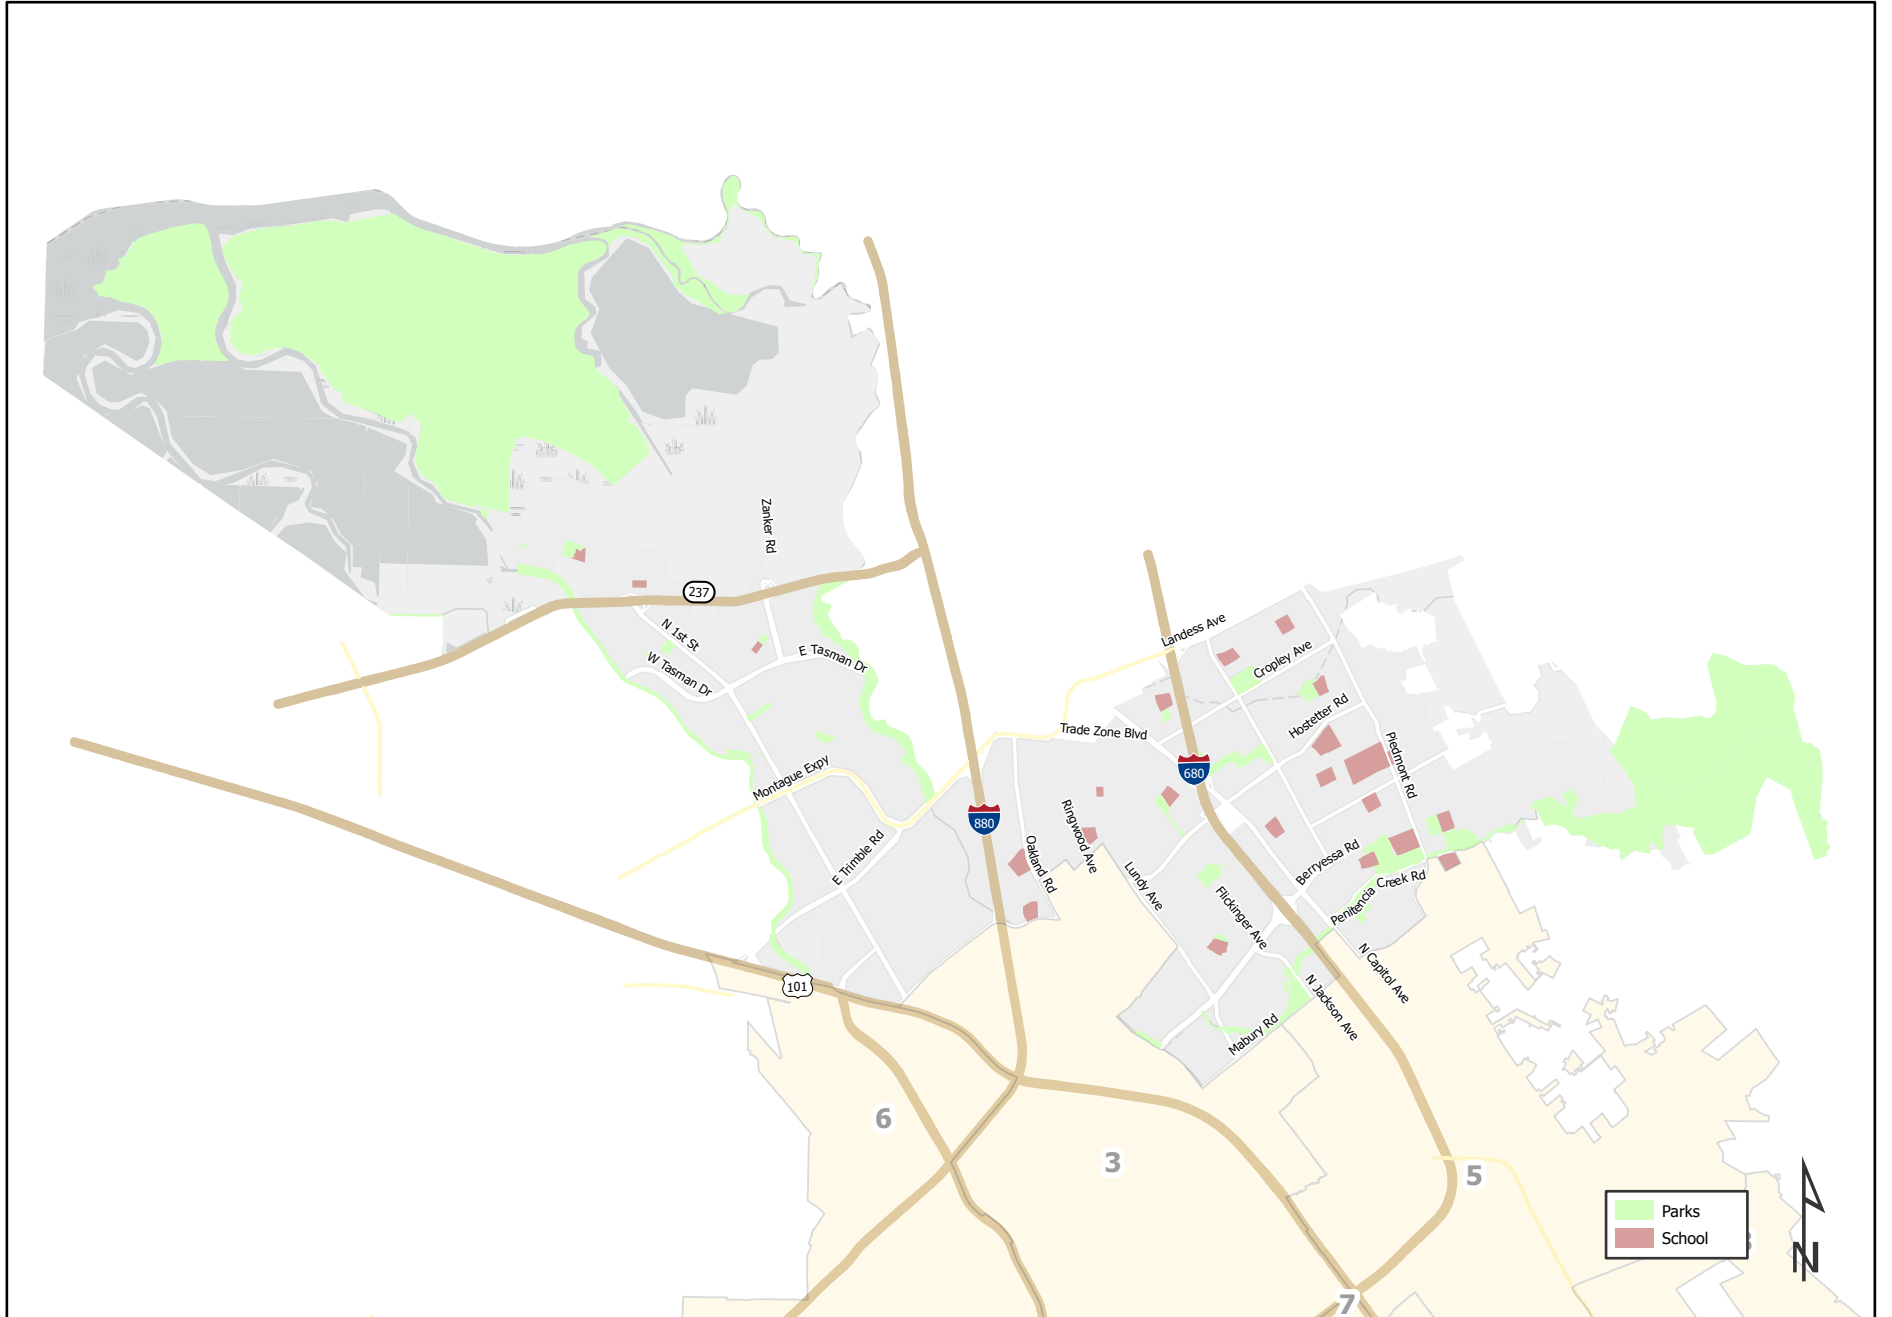 Zanker Rd
237
N 1st St
W Tasman Dr
E Tasman Dr
Landess Ave
Cropley Ave
Hostetter Rd
Trade Zone Blvd
Piedmont Rd
680
Montague Expy
880
Ringwood Ave
Oakland Rd
E Trimble Rd
Lundy Ave
Berryessa Rd
Penitencia Creek Rd
Flickinger Ave
N Capitol Ave
N Jackson Ave
Mabury Rd
101
6
3
5
7
Parks
School
N